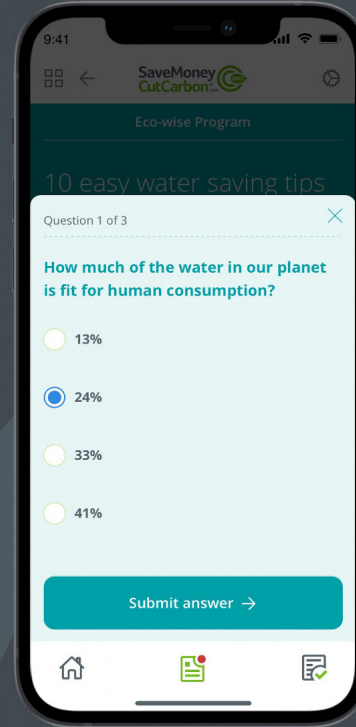 9:41
SaveMoney
CutCarbon
Eco-wise Program
10 easy water saving tips
Question 1 of 3
How much of the water in our planet
is fit for human consumption?
13%
24%
33%
41%
Submit answer →